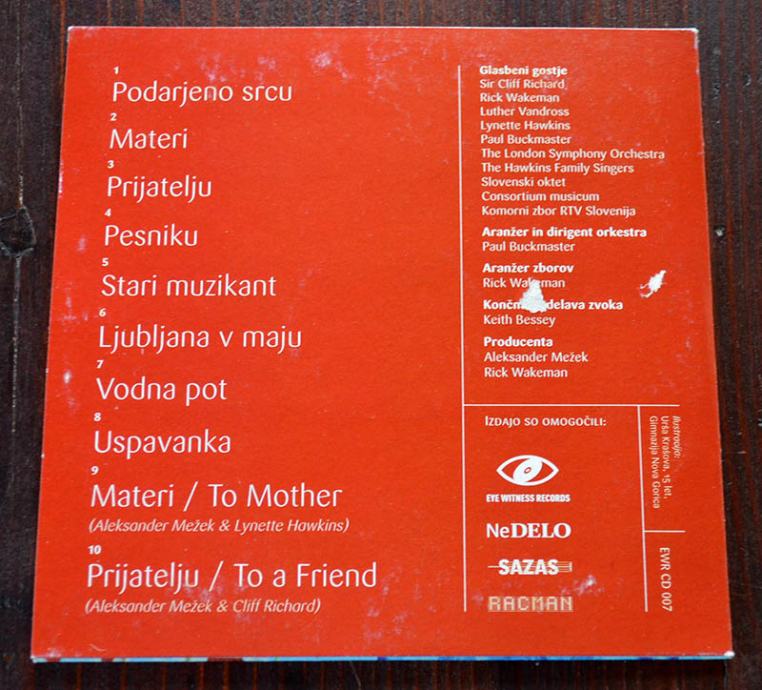 1
Podarjeno srcu
2
Materi
3
Prijatelju
4
Pesniku
5
Stari muzikant
6
Ljubljana v maju
7
Vodna pot
8
Uspavanka
9
Materi / To Mother
(Aleksander Mežek & Lynette Hawkins)
10
Prijatelju / To a Friend
(Aleksander Mežek & Cliff Richard)
Glasbeni gostje
Sir Cliff Richard
Rick Wakeman
Luther Vandross
Lynette Hawkins
Paul Buckmaster
The London Symphony Orchestra
The Hawkins Family Singers
Slovenski oktet
Consortium musicum
Komorni zbor RTV Slovenija
Aranžer in dirigent orkestra
Paul Buckmaster
Aranžer zborov
Rick Wakeman
zvoka
Keith Bessey
Producenta
Aleksander Mežek
Rick Wakeman
IZDAJO SO OMOGOČILI:
EYE WITNESS RECORDS
NeDELO
SAZAS
RACMAN
Ilustracija:
Urša Krašova, 15 let,
Gimnazija Nova Gorica
EWR CD 007